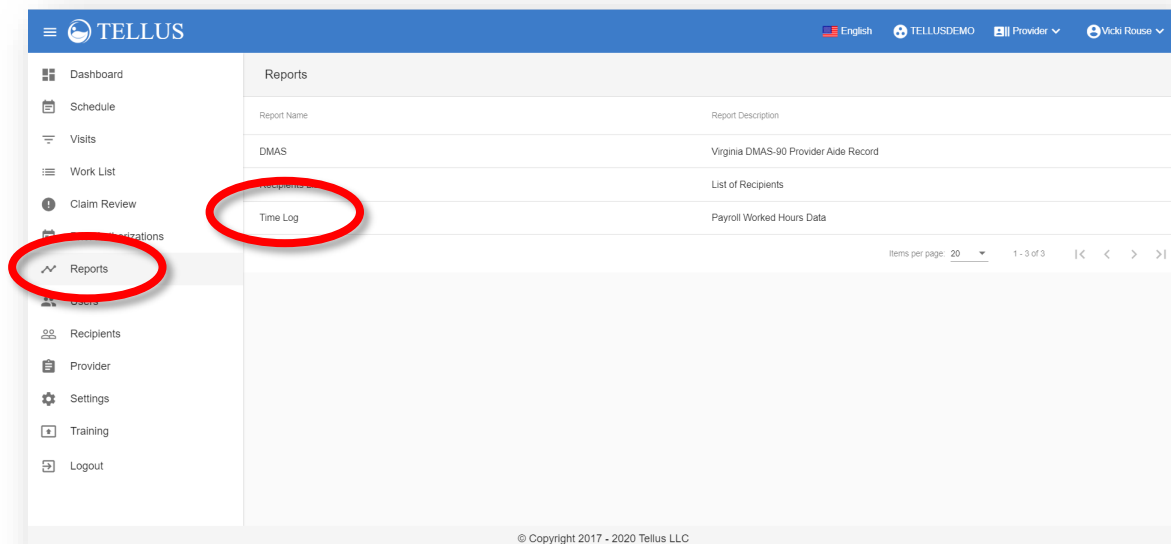 TELLUS
English TELLUSDEMO Provider Vicki Rouse
Dashboard
Schedule
Visits
Work List
Claim Review
Reports
Users
Recipients
Provider
Settings
Training
Logout
Reports
Report Name Report Description
DMAS Virginia DMAS-90 Provider Aide Record
Recipients List of Recipients
Time Log Payroll Worked Hours Data
Items per page: 20 1 - 3 of 3
© Copyright 2017 - 2020 Tellus LLC